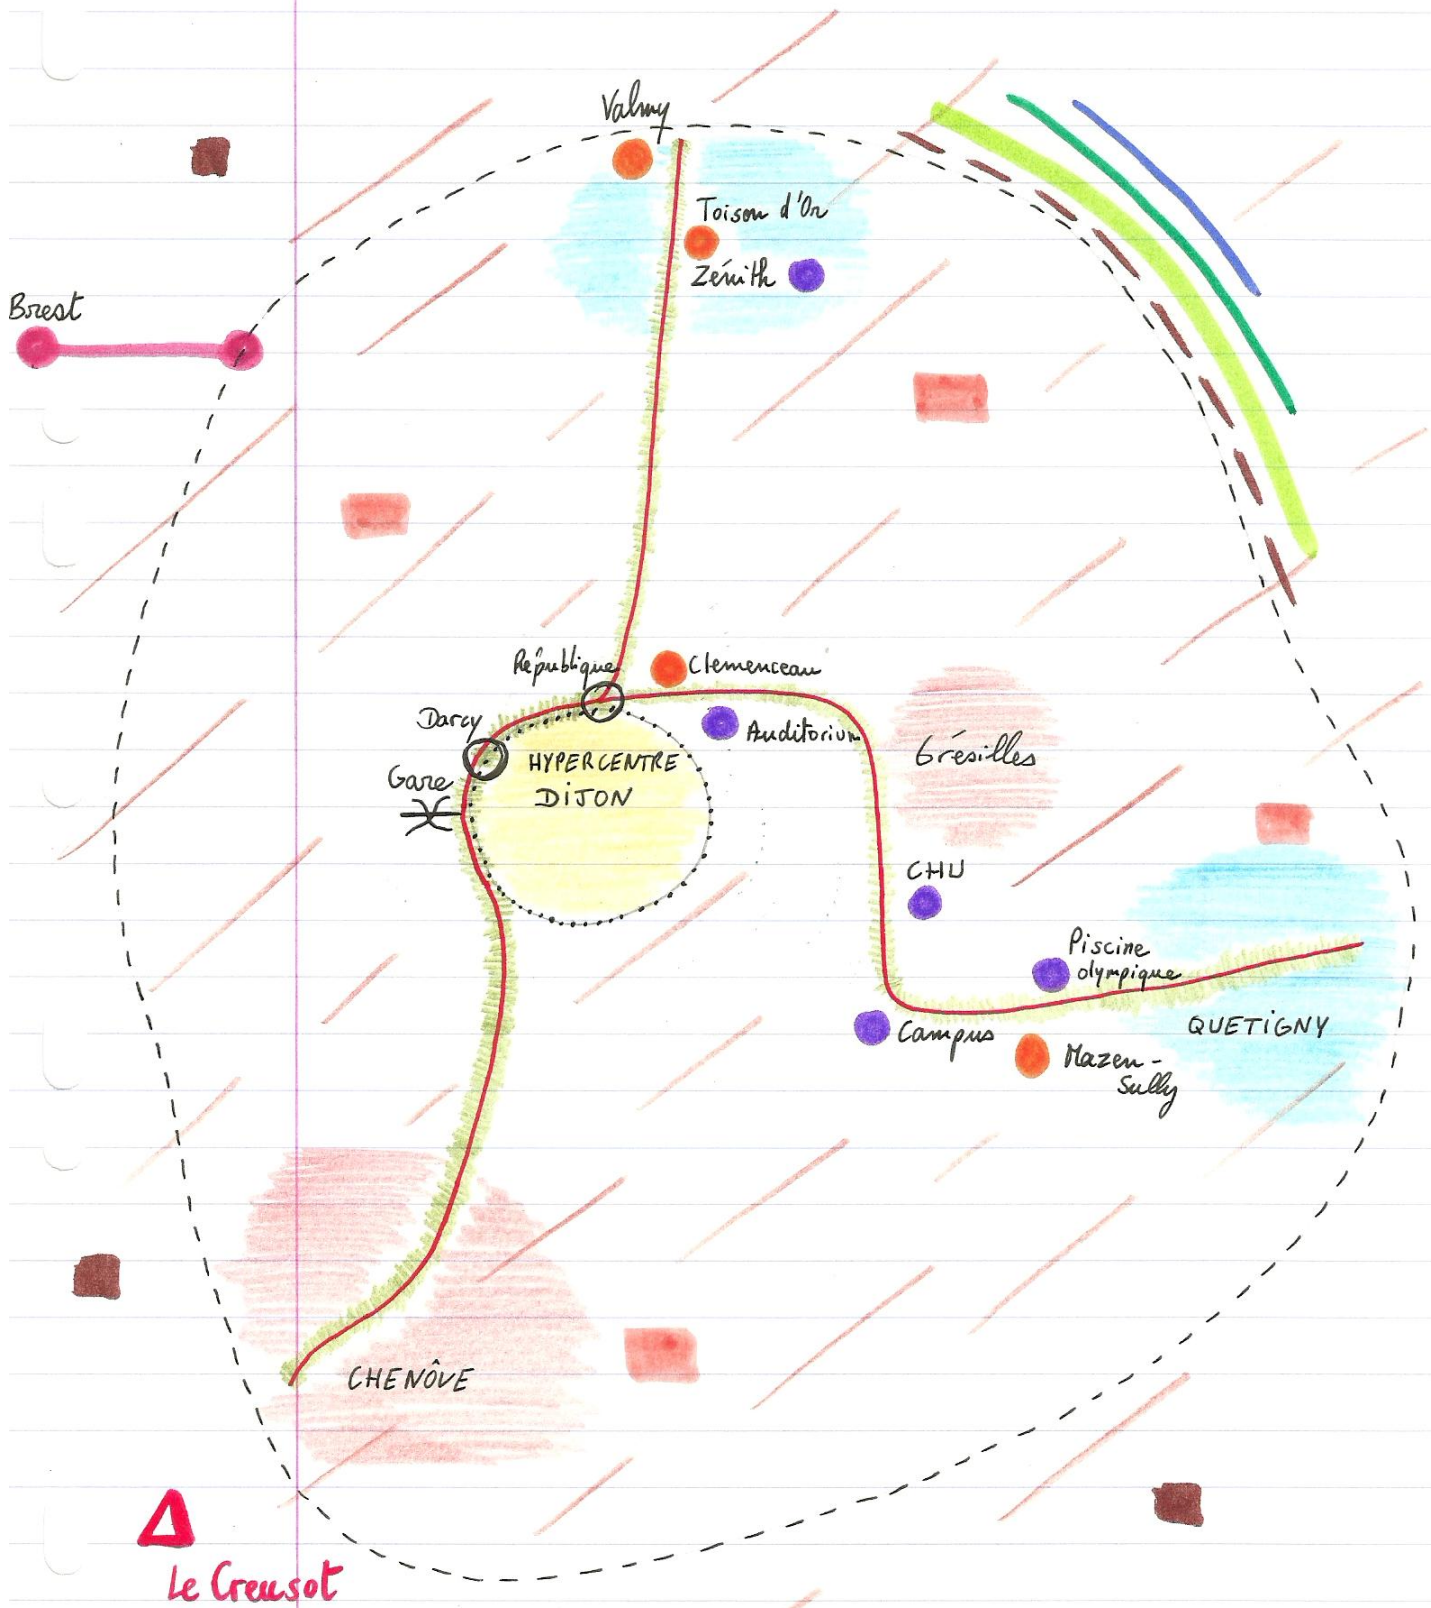 Valmy
Toison d'Or
Zénith
Brest
République
Clemenceau
Darcy
Auditorium
Gare
HYPERCENTRE
DIJON
Grésilles
CHU
Piscine
olympique
Campus
QUETIGNY
Mazen-
Sully
CHENÔVE
Le Creusot